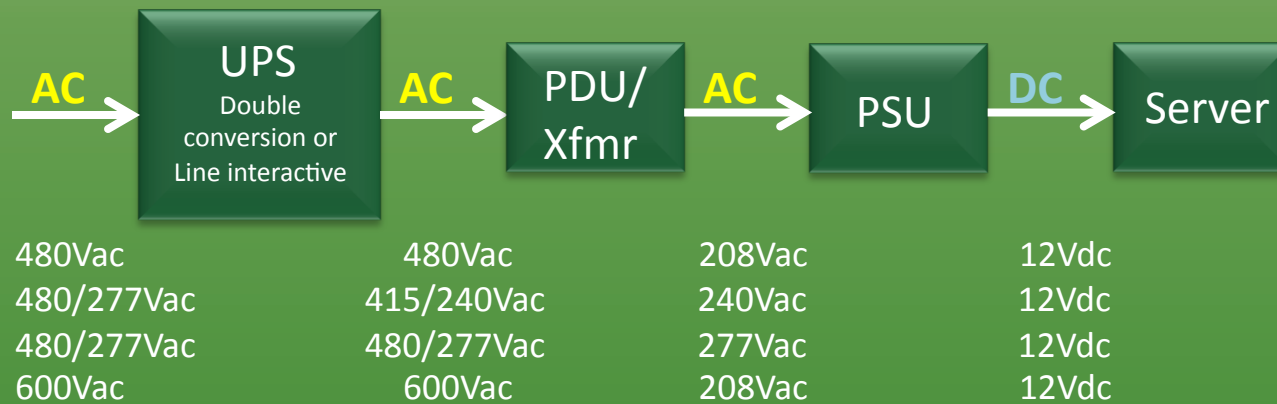 AC
UPS
Double
conversion or
Line interactive
AC
PDU/
Xfmr
AC
PSU
DC
Server
480Vac 480Vac 208Vac 12Vdc
480/277Vac 415/240Vac 240Vac 12Vdc
480/277Vac 480/277Vac 277Vac 12Vdc
600Vac 600Vac 208Vac 12Vdc